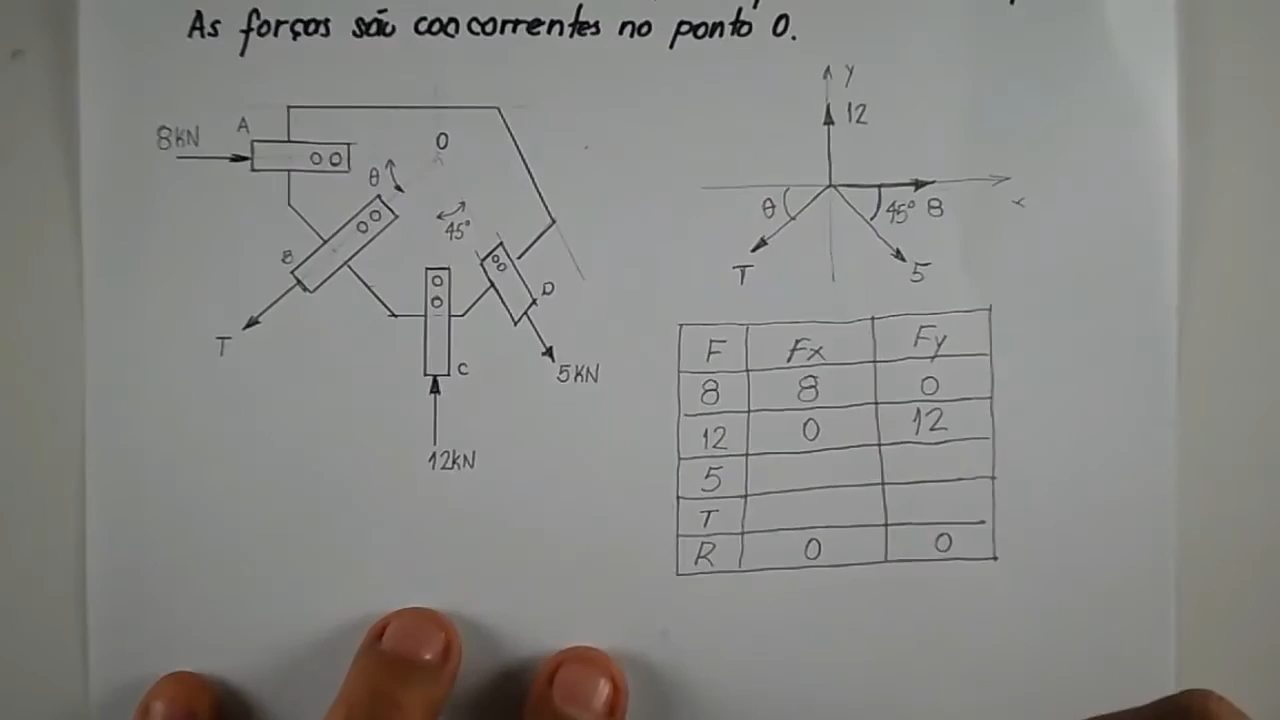 As forças são concorrentes no ponto O.
8KN
A
O
θ
45°
B
T
D
5KN
C
12KN
Y
12
θ
45°
8
x
T
5
F Fx Fy
8 8 0
12 0 12
5
T
R 0 0